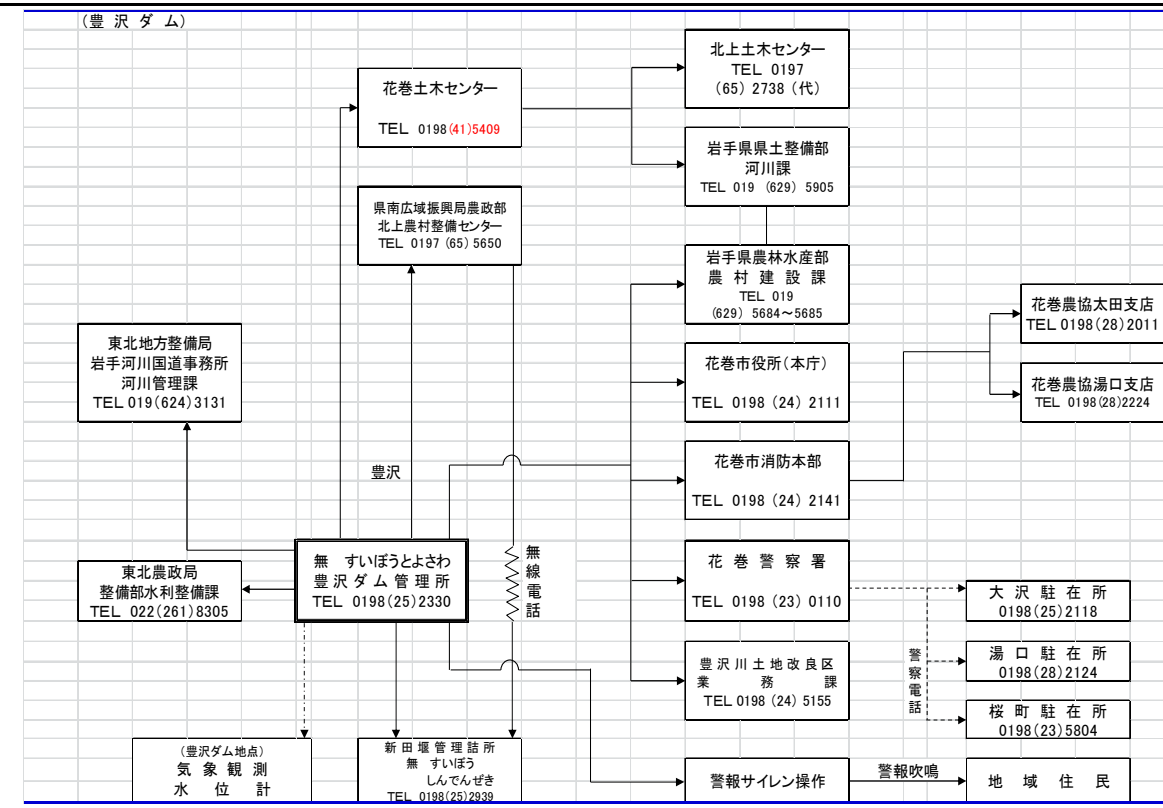 (豊 沢 ダ ム)
北上土木センター
TEL 0197
(65) 2738 (代)
花巻土木センター
TEL 0198(41)5409
岩手県県土整備部
河川課
TEL 019 (629) 5905
県南広域振興局農政部
北上農村整備センター
TEL 0197 (65) 5650
岩手県農林水産部
農 村 建 設 課
TEL 019
(629) 5684～5685
花巻農協太田支店
TEL 0198(28)2011
東北地方整備局
岩手河川国道事務所
河川管理課
TEL 019(624)3131
花巻市役所(本庁)
TEL 0198 (24) 2111
花巻農協湯口支店
TEL 0198(28)2224
花巻市消防本部
TEL 0198 (24) 2141
豊沢
無 すいぼうとよさわ
豊 沢 ダ ム 管 理 所
TEL 0198(25)2330
無線電話
東北農政局
整備部水利整備課
TEL 022(261)8305
花 巻 警 察 署
TEL 0198 (23) 0110
大 沢 駐 在 所
0198(25)2118
警察電話
湯 口 駐 在 所
0198(28)2124
桜 町 駐 在 所
0198(23)5804
豊 沢 川 土 地 改 良 区
業 務 課
TEL 0198 (24) 5155
(豊沢ダム地点)
気 象 観 測
水 位 計
新 田 堰 管 理 詰 所
無 すいぼう
しんでんぜき
TEL 0198(25)2939
警報サイレン操作
警報吹鳴
地 域 住 民